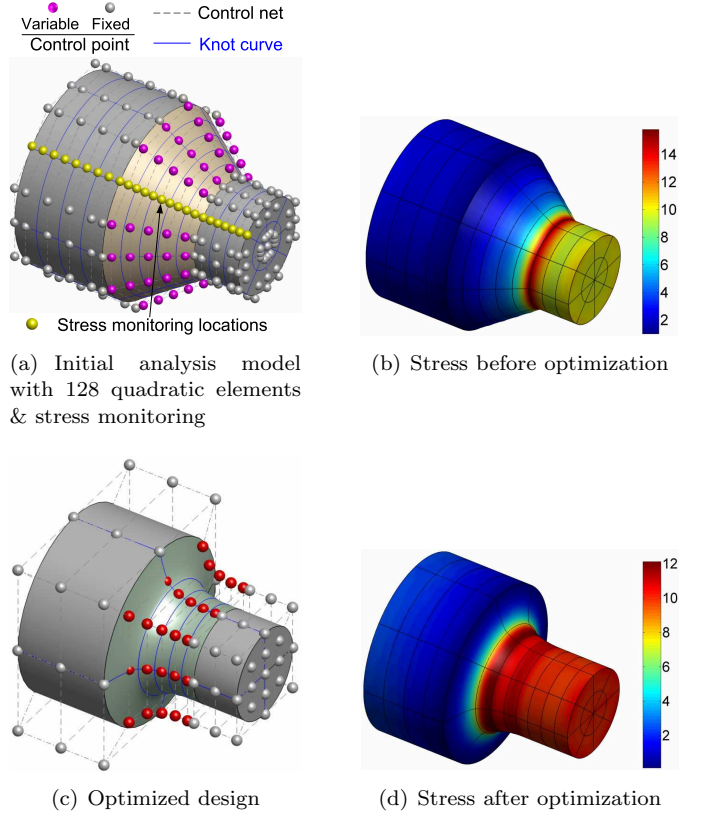 Variable Fixed
Control point
Control net
Knot curve
Stress monitoring locations
14
12
10
8
6
4
2
(a) Initial analysis model
with 128 quadratic elements
& stress monitoring
(b) Stress before optimization
12
10
8
6
4
2
(c) Optimized design
(d) Stress after optimization